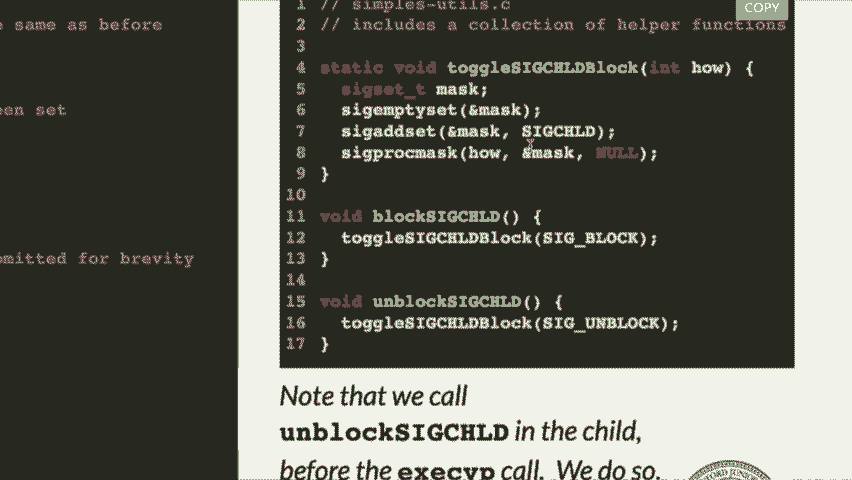 same as before
een set
omitted for brevity
COPY
1 // simples-utils.c
2 // includes a collection of helper functions
3
4 static void toggleSIGCHLDBlock(int how) {
5   sigset_t mask;
6   sigemptyset(&mask);
7   sigaddset(&mask, SIGCHLD);
8   sigprocmask(how, &mask, NULL);
9 }
10
11 void blockSIGCHLD() {
12   toggleSIGCHLDBlock(SIG_BLOCK);
13 }
14
15 void unblockSIGCHLD() {
16   toggleSIGCHLDBlock(SIG_UNBLOCK);
17 }
Note that we call
unblockSIGCHLD in the child,
before the execvp call. We do so,